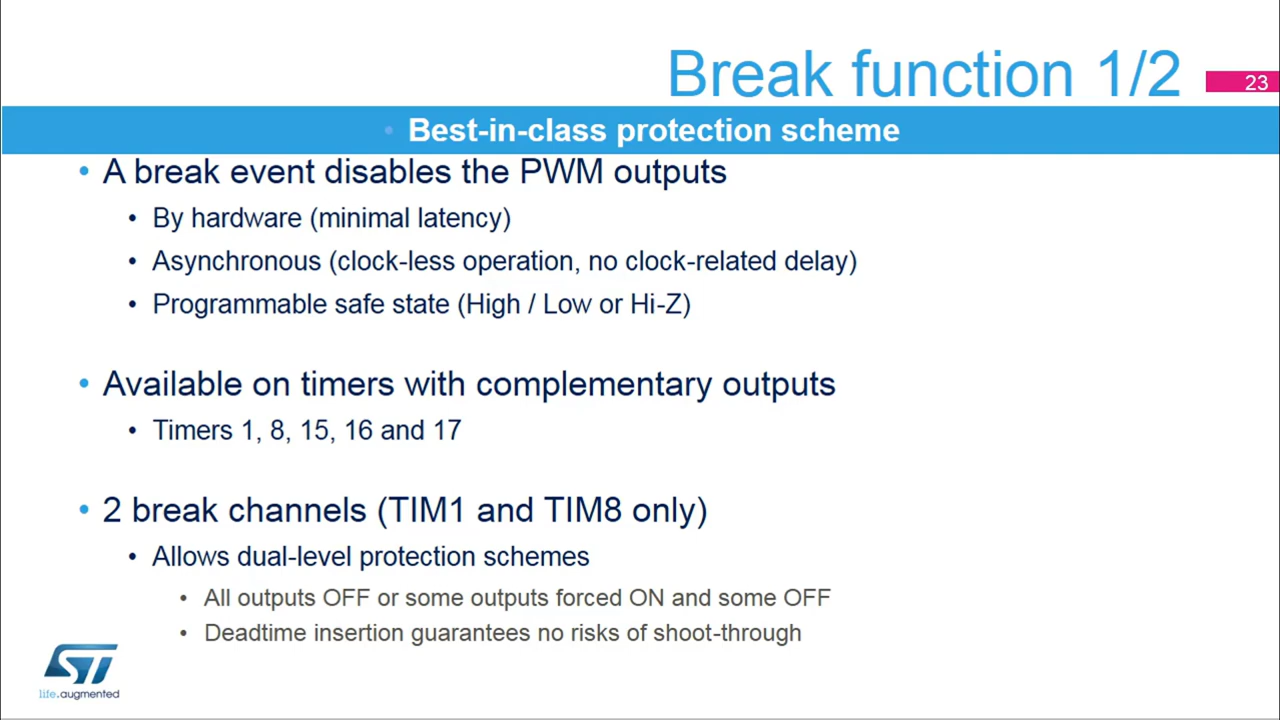 Break function 1/2
23
• Best-in-class protection scheme
• A break event disables the PWM outputs
• By hardware (minimal latency)
• Asynchronous (clock-less operation, no clock-related delay)
• Programmable safe state (High / Low or Hi-Z)
• Available on timers with complementary outputs
• Timers 1, 8, 15, 16 and 17
• 2 break channels (TIM1 and TIM8 only)
• Allows dual-level protection schemes
• All outputs OFF or some outputs forced ON and some OFF
• Deadtime insertion guarantees no risks of shoot-through
ST
life.augmented